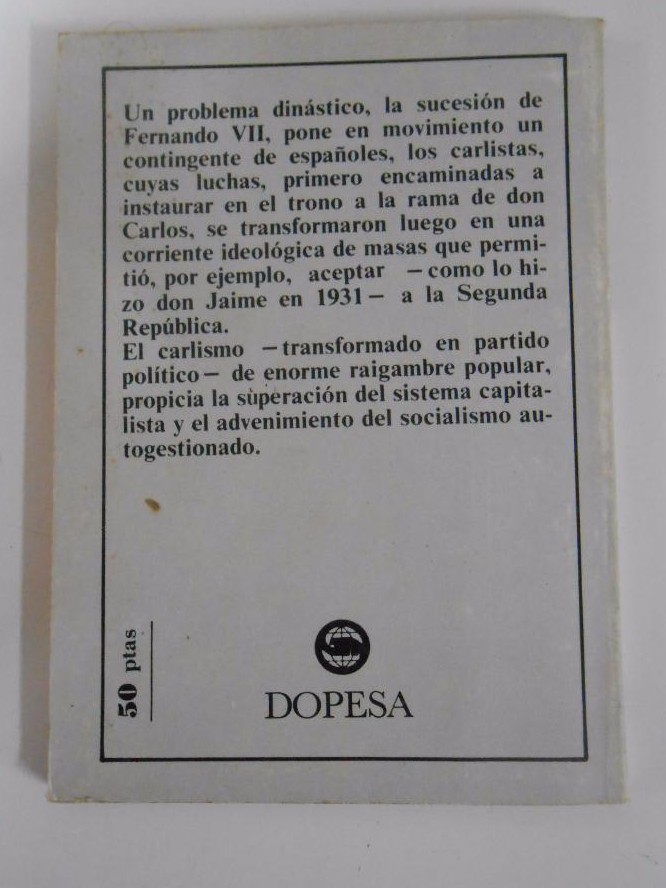 Un problema dinástico, la sucesión de
Fernando VII, pone en movimiento un
contingente de españoles, los carlistas,
cuyas luchas, primero encaminadas a
instaurar en el trono a la rama de don
Carlos, se transformaron luego en una
corriente ideológica de masas que permi-
tió, por ejemplo, aceptar —como lo hi-
zo don Jaime en 1931— a la Segunda
República.
El carlismo —transformado en partido
político— de enorme raigambre popular,
propicia la superación del sistema capita-
lista y el advenimiento del socialismo au-
togestionado.
50 ptas
DOPESA